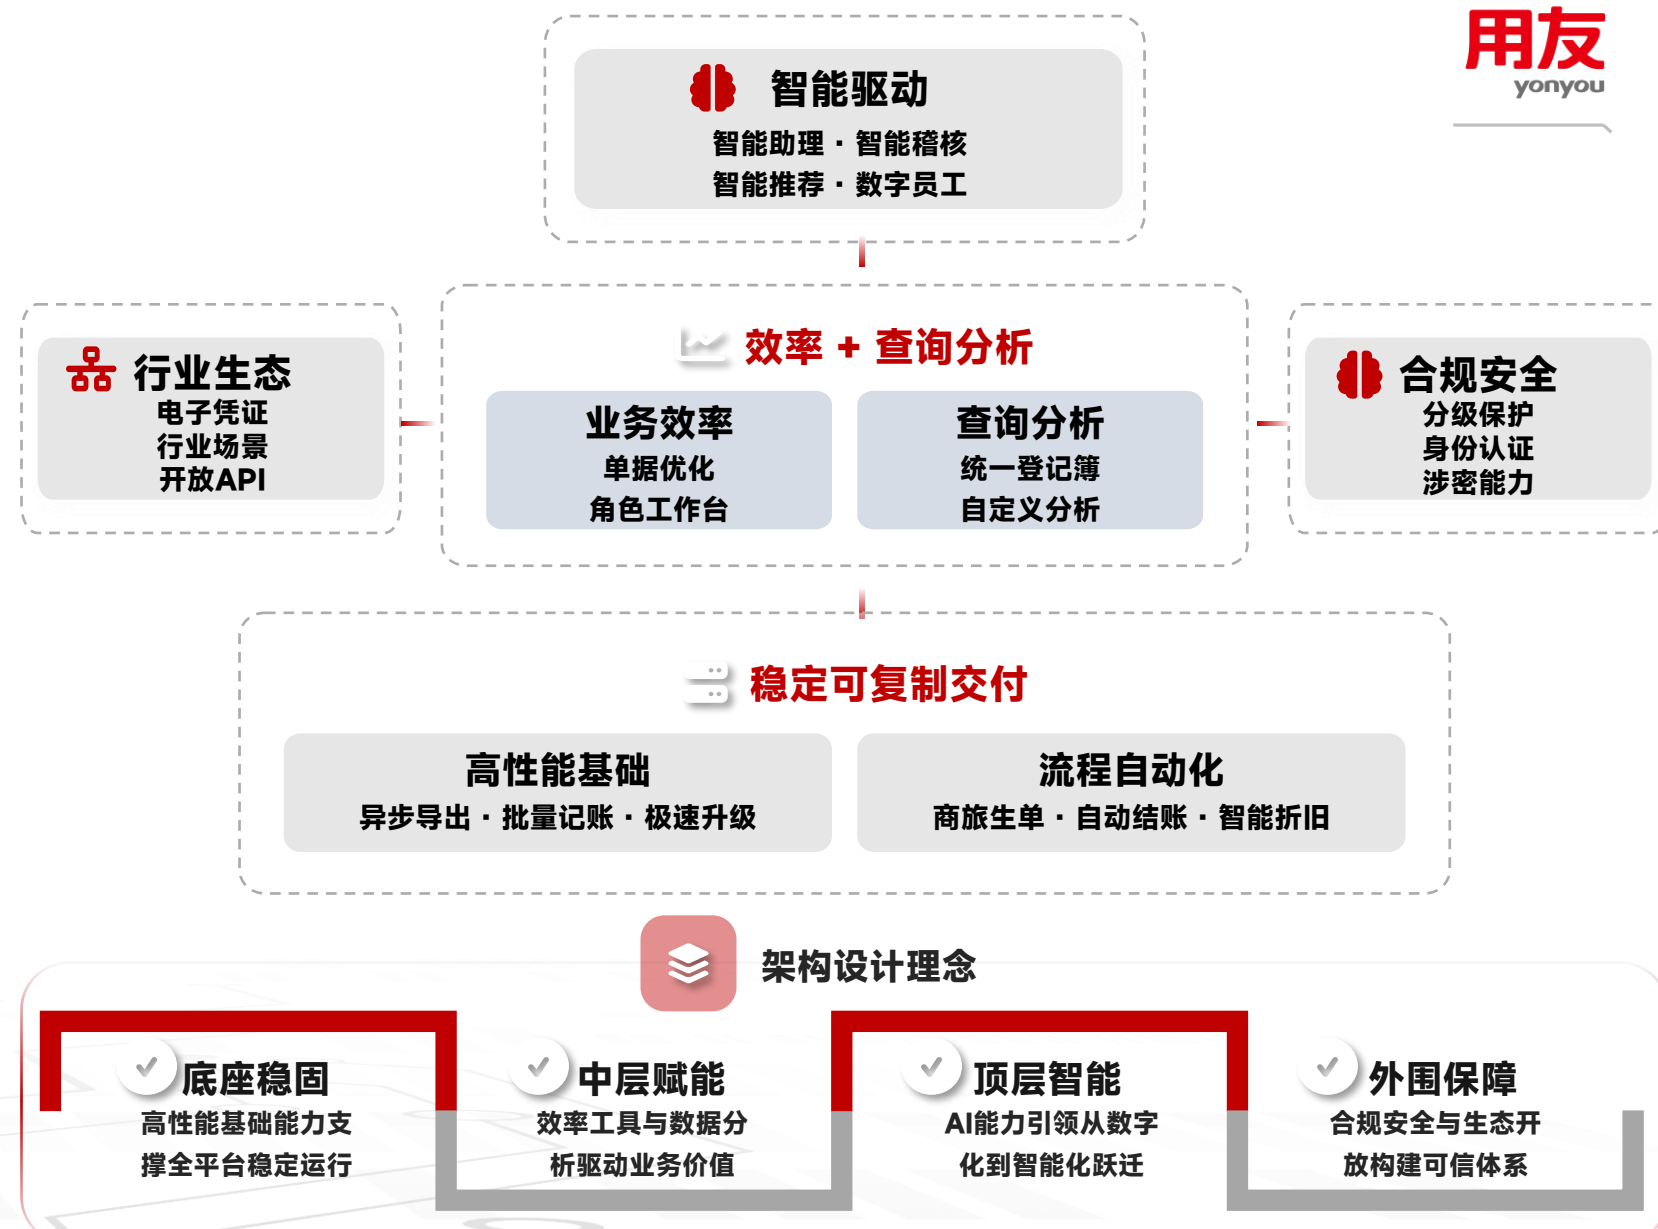 用友
yonyou
智能驱动
智能助理 · 智能稽核
智能推荐 · 数字员工
行业生态
电子凭证
行业场景
开放API
效率 + 查询分析
业务效率
单据优化
角色工作台
查询分析
统一登记簿
自定义分析
合规安全
分级保护
身份认证
涉密能力
稳定可复制交付
高性能基础
异步导出 · 批量记账 · 极速升级
流程自动化
商旅生单 · 自动结账 · 智能折旧
架构设计理念
底座稳固
高性能基础能力支
撑全平台稳定运行
中层赋能
效率工具与数据分
析驱动业务价值
顶层智能
AI能力引领从数字
化到智能化跃迁
外围保障
合规安全与生态开
放构建可信体系